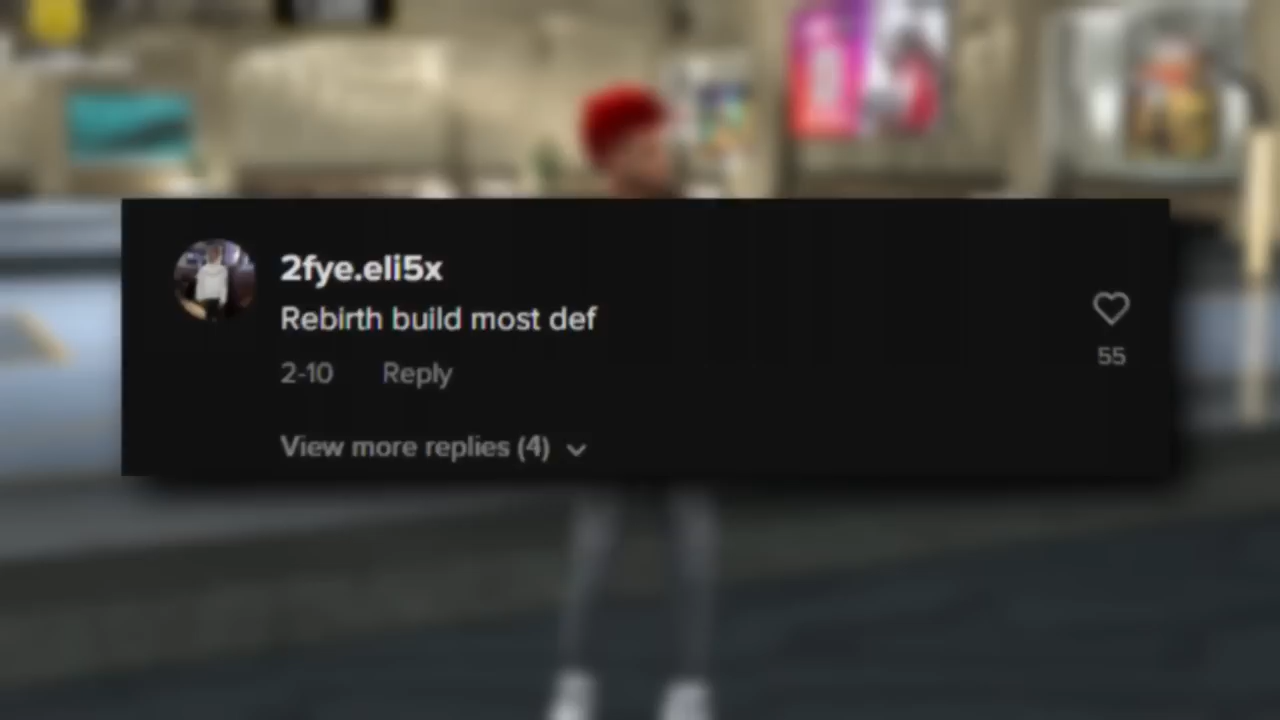 2fye.eli5x
Rebirth build most def
2-10 Reply
55
View more replies (4)